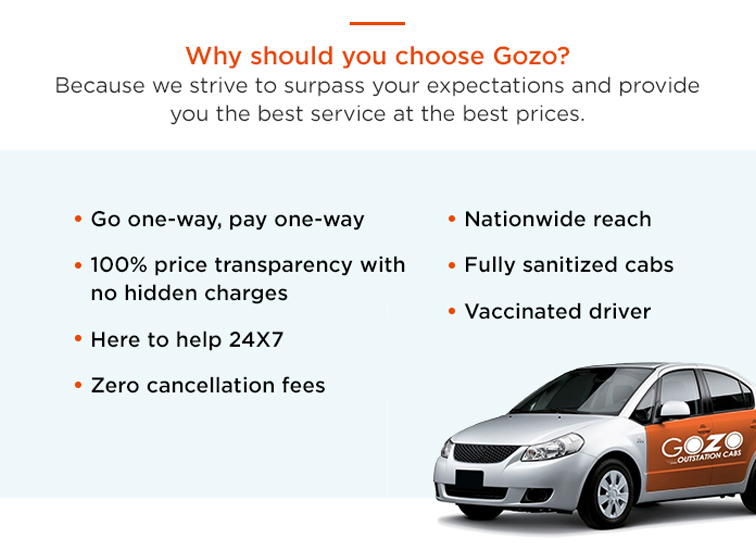 Why should you choose Gozo?
Because we strive to surpass your expectations and provide
you the best service at the best prices.
• Go one-way, pay one-way
• 100% price transparency with
no hidden charges
• Here to help 24X7
• Zero cancellation fees
• Nationwide reach
• Fully sanitized cabs
• Vaccinated driver
GOZO
OUTSTATION CABS